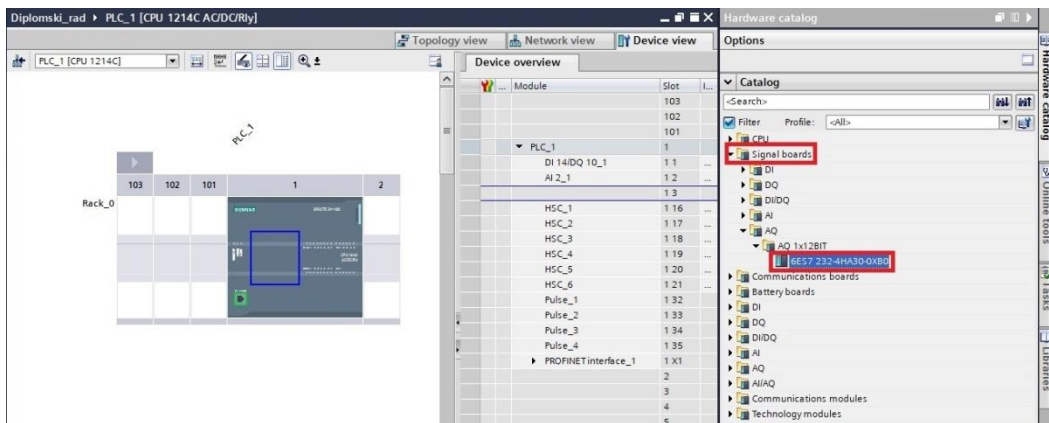 Diplomski_rad ▸ PLC_1 [CPU 1214C AC/DC/Rly]
Topology view
Network view
Device view
PLC_1 [CPU 1214C]
PLC_1
103
102
101
1
2
Rack_0
SIEMENS
Device overview
... Module
Slot
I...
103
102
101
PLC_1
1
DI 14/DQ 10_1
1 1
...
AI 2_1
1 2
...
1 3
HSC_1
1 16
...
HSC_2
1 17
...
HSC_3
1 18
...
HSC_4
1 19
...
HSC_5
1 20
...
HSC_6
1 21
...
Pulse_1
1 32
Pulse_2
1 33
Pulse_3
1 34
Pulse_4
1 35
PROFINET interface_1
1 X1
2
3
4
5
Hardware catalog
Options
Catalog
<Search>
Filter
Profile:
<All>
CPU
Signal boards
DI
DQ
DI/DQ
AI
AQ
AQ 1x12BIT
6ES7 232-4HA30-0XB0
Communications boards
Battery boards
DI
DQ
DI/DQ
AI
AQ
AI/AQ
Communications modules
Technology modules
Hardware catalog
Online tools
Tasks
Libraries